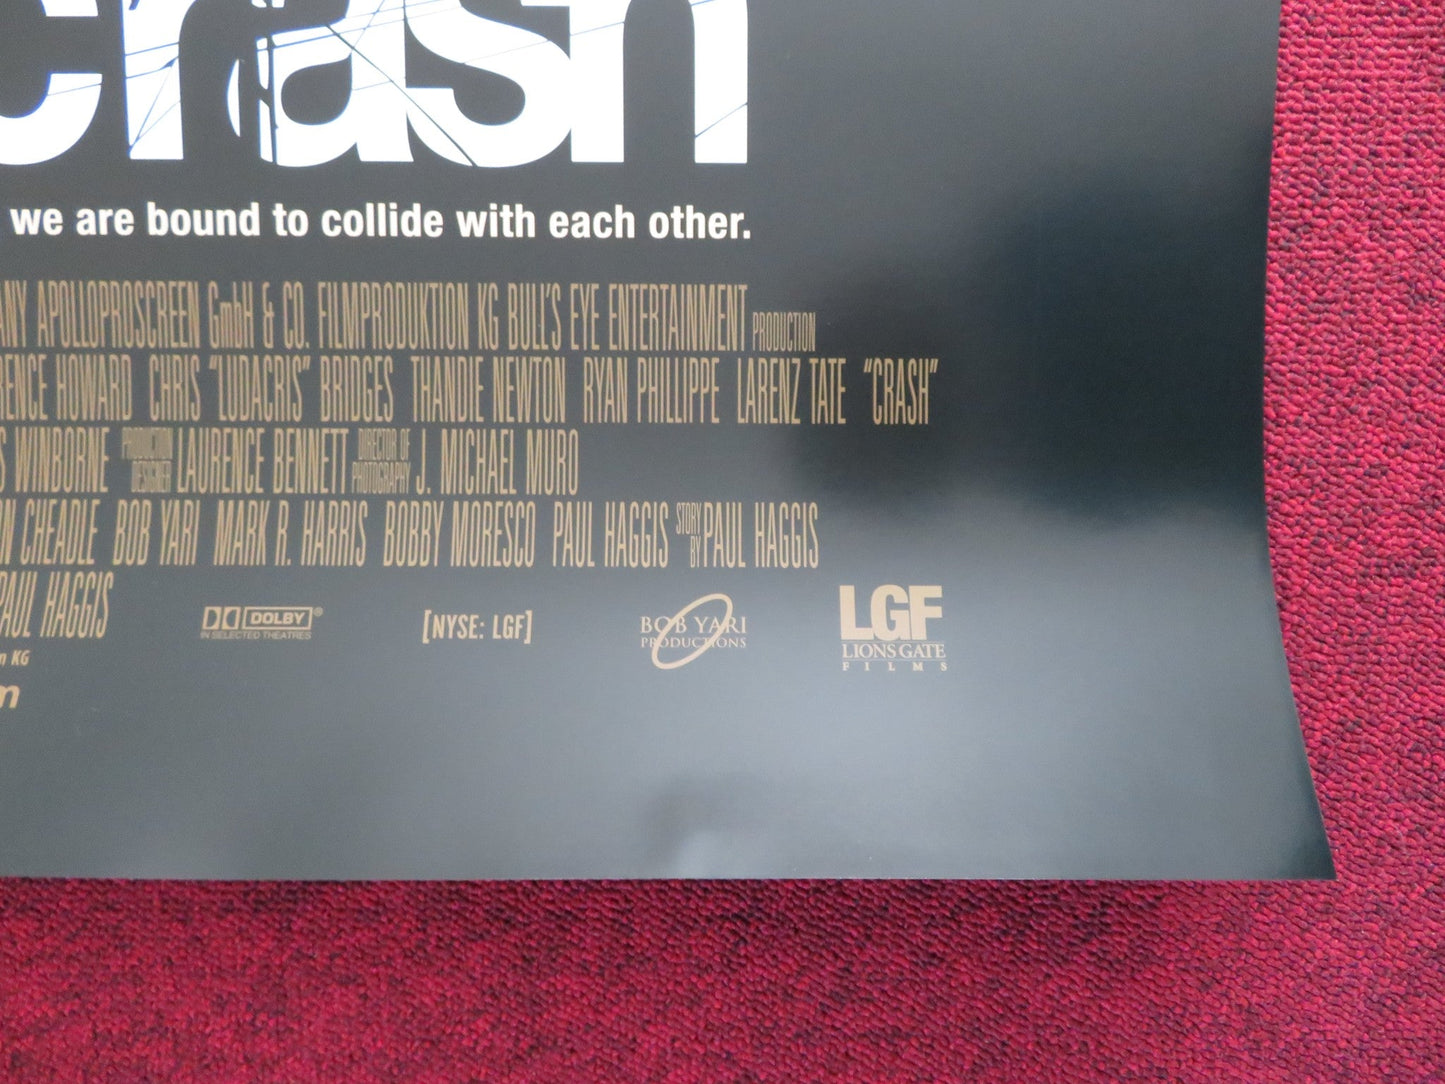 crash
we are bound to collide with each other.
APOLLOPROSCREEN GmbH & CO. FILMPRODUKTION KG BULL'S EYE ENTERTAINMENT PRODUCTION
HOWARD CHRIS "LUDACRIS" BRIDGES THANDIE NEWTON RYAN PHILLIPPE LARENZ TATE "CRASH"
WINBORNE PRODUCTION DESIGNER LAURENCE BENNETT DIRECTOR OF PHOTOGRAPHY J. MICHAEL MURO
CHEADLE BOB YARI MARK R. HARRIS BOBBY MORESCO PAUL HAGGIS STORY BY PAUL HAGGIS
PAUL HAGGIS
KG
DOLBY ®
IN SELECTED THEATRES
[NYSE: LGF]
BOB YARI
PRODUCTIONS
LGF
LIONS GATE
FILMS